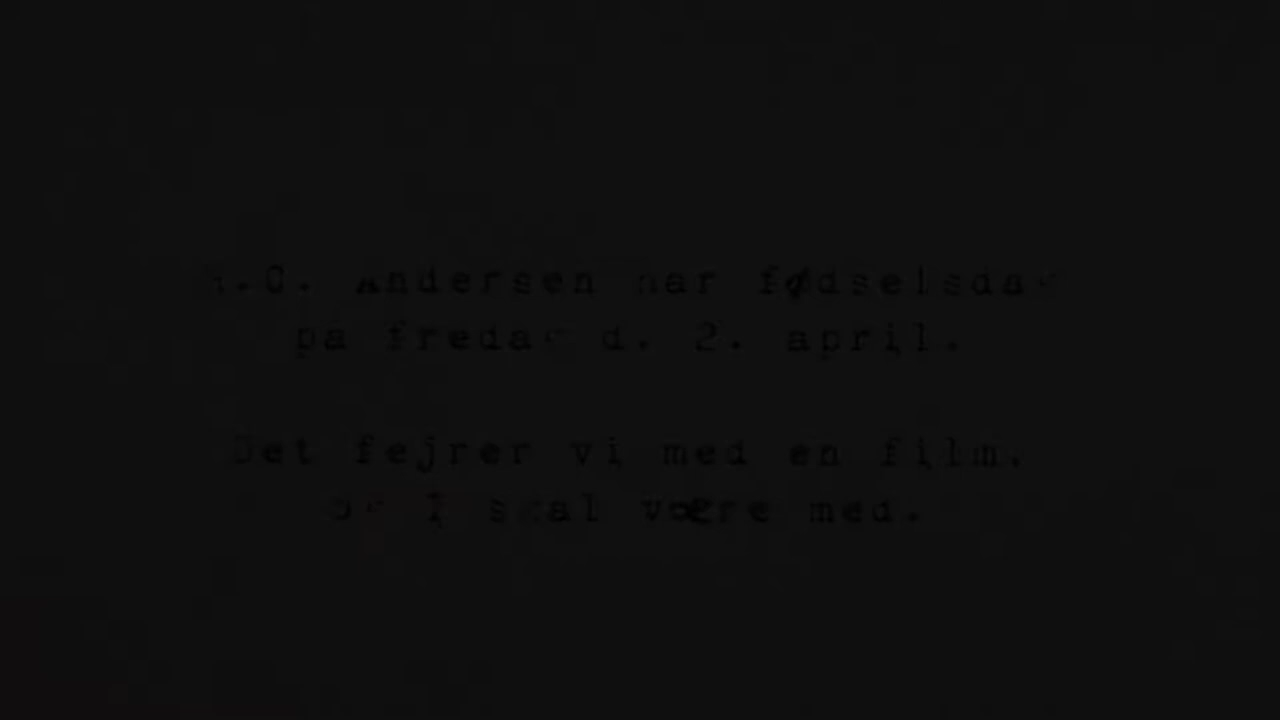 H.C. Andersen har fødselsdag
på fredag d. 2. april.
Det fejrer vi med en film.
og I skal være med.